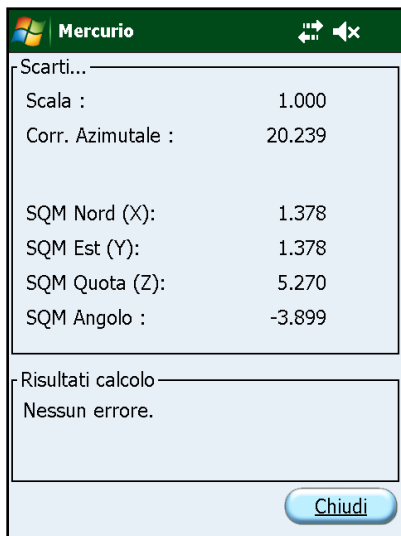 Mercurio
Scarti...
Scala : 1.000
Corr. Azimutale : 20.239
SQM Nord (X): 1.378
SQM Est (Y): 1.378
SQM Quota (Z): 5.270
SQM Angolo : -3.899
Risultati calcolo
Nessun errore.
Chiudi